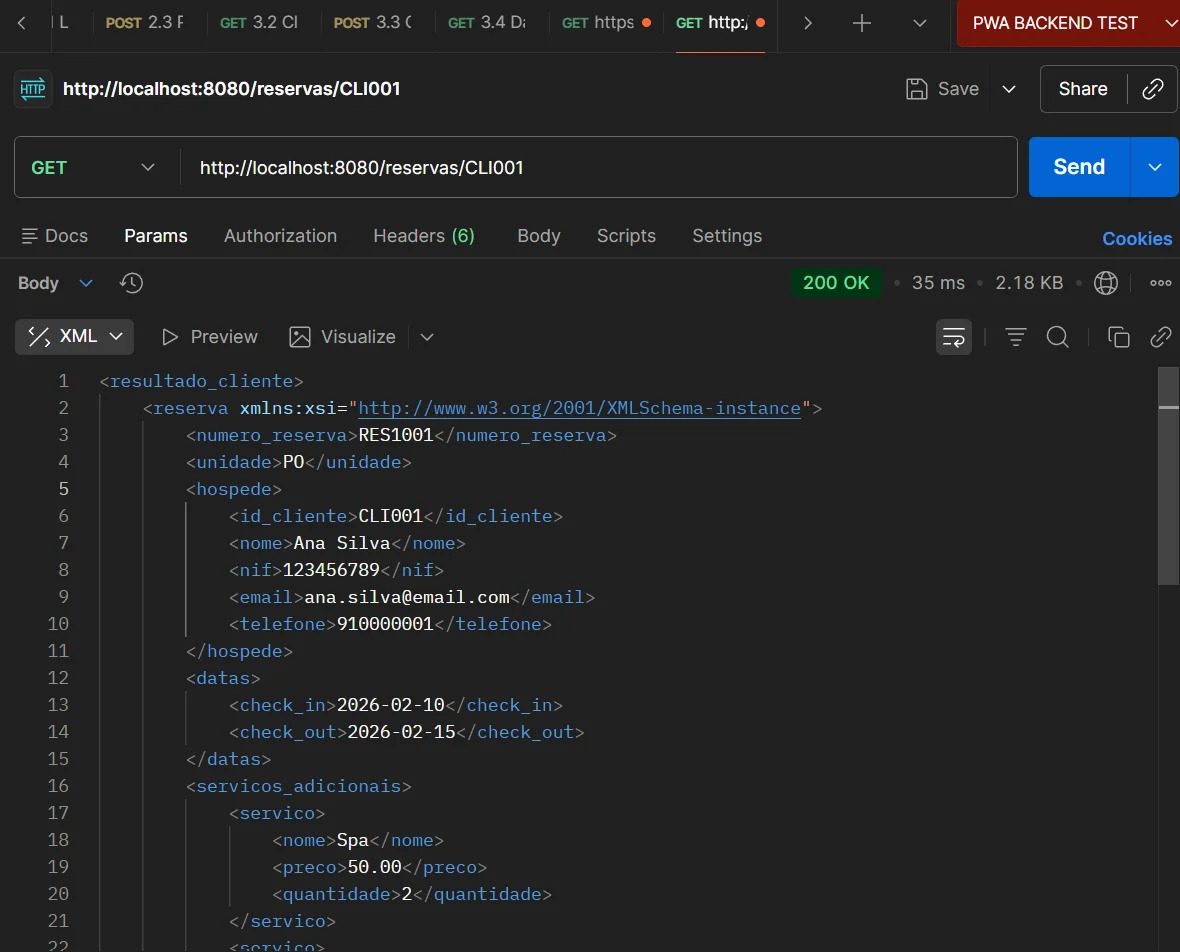 L POST 2.3 F GET 3.2 Cl POST 3.3 GET 3.4 Da GET https GET http:/ PWA BACKEND TEST
HTTP http://localhost:8080/reservas/CLI001 Save Share
GET http://localhost:8080/reservas/CLI001 Send
Docs Params Authorization Headers (6) Body Scripts Settings Cookies
Body 200 OK • 35 ms • 2.18 KB •
XML Preview Visualize
1 <resultado_cliente>
2 <reserva xmlns:xsi="http://www.w3.org/2001/XMLSchema-instance">
3 <numero_reserva>RES1001</numero_reserva>
4 <unidade>PO</unidade>
5 <hospede>
6 <id_cliente>CLI001</id_cliente>
7 <nome>Ana Silva</nome>
8 <nif>123456789</nif>
9 <email>ana.silva@email.com</email>
10 <telefone>910000001</telefone>
11 </hospede>
12 <datas>
13 <check_in>2026-02-10</check_in>
14 <check_out>2026-02-15</check_out>
15 </datas>
16 <servicos_adicionais>
17 <servico>
18 <nome>Spa</nome>
19 <preco>50.00</preco>
20 <quantidade>2</quantidade>
21 </servico>
22 <servico>